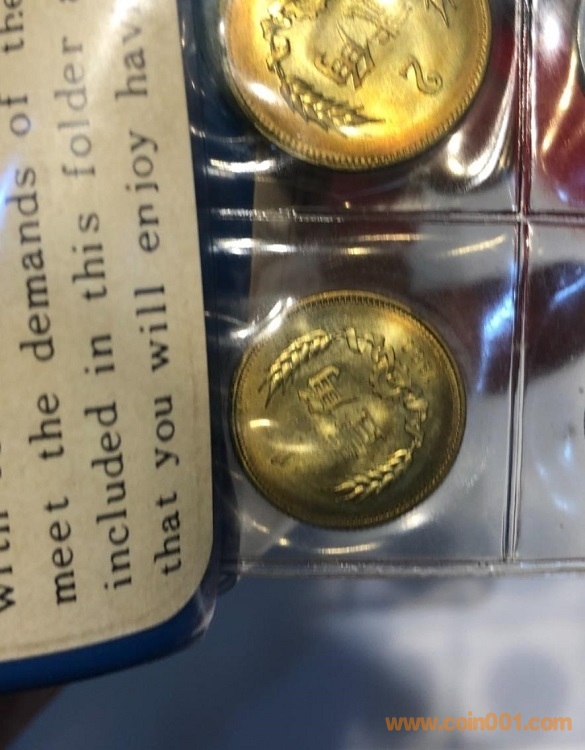 meet the demands of the
included in this folder
that you will enjoy hav
2
www.coin001.com